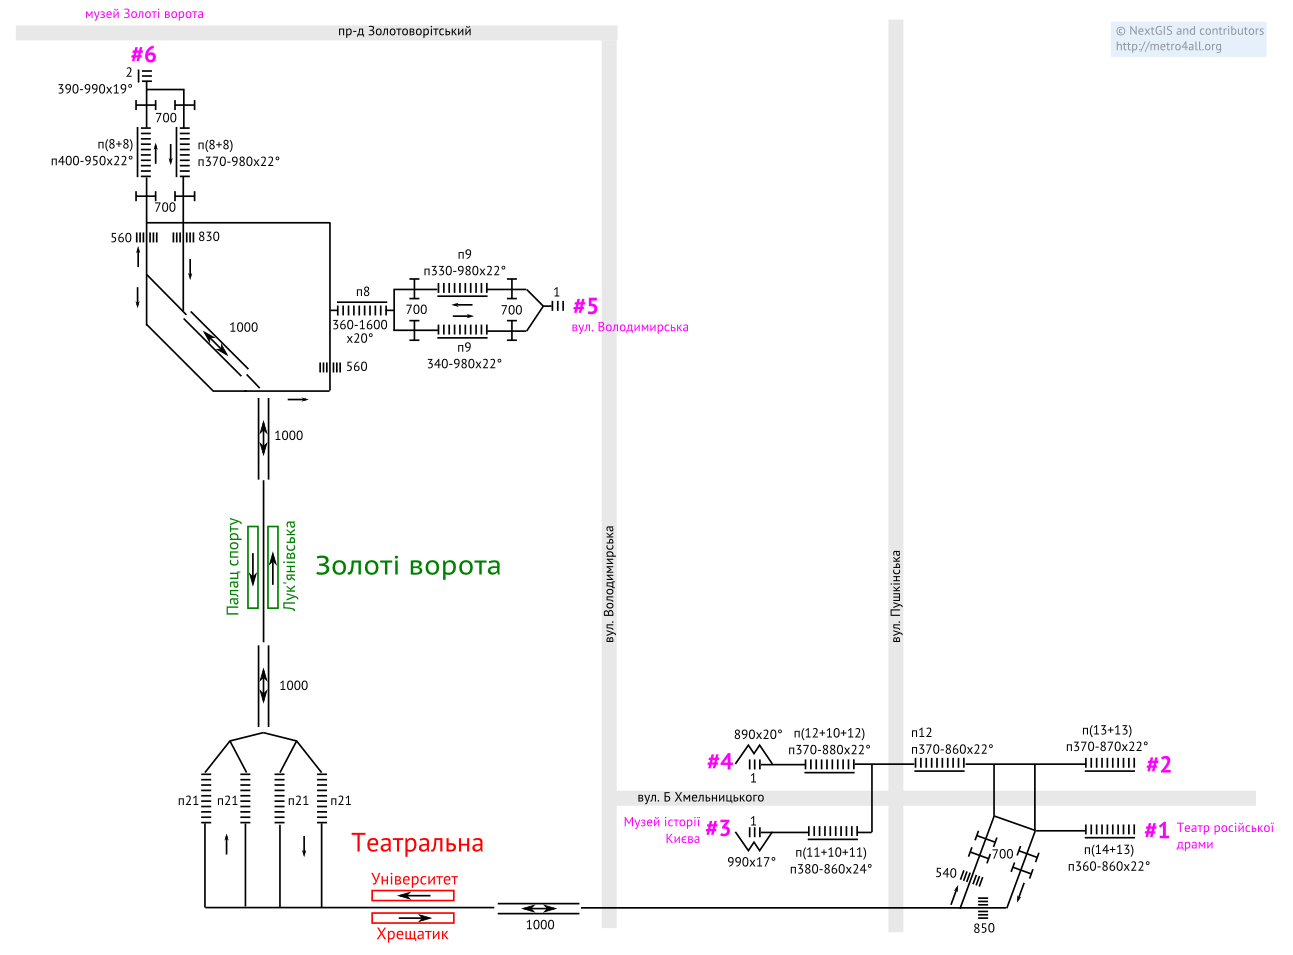 музей Золоті ворота
пр-д Золотоворітський
© NextGIS and contributors
http://metro4all.org
#6
2
390-990x19°
700
п(8+8)
п400-950x22°
п(8+8)
п370-980x22°
700
560
830
п9
п330-980x22°
п8
700
700
1
#5
вул. Володимирська
360-1600
x20°
1000
п9
340-980x22°
560
1000
Палац спорту
Лук'янівська
Золоті ворота
вул. Володимирська
вул. Пушкінська
1000
п21
п21
п21
п21
Театральна
Університет
Хрещатик
1000
890x20°
п(12+10+12)
п370-880x22°
п12
п370-860x22°
п(13+13)
п370-870x22°
#4
1
#2
вул. Б Хмельницького
Музей історії
Києва
#3
1
990x17°
п(11+10+11)
п380-860x24°
700
#1
Театр російської
драми
п(14+13)
п360-860x22°
540
850